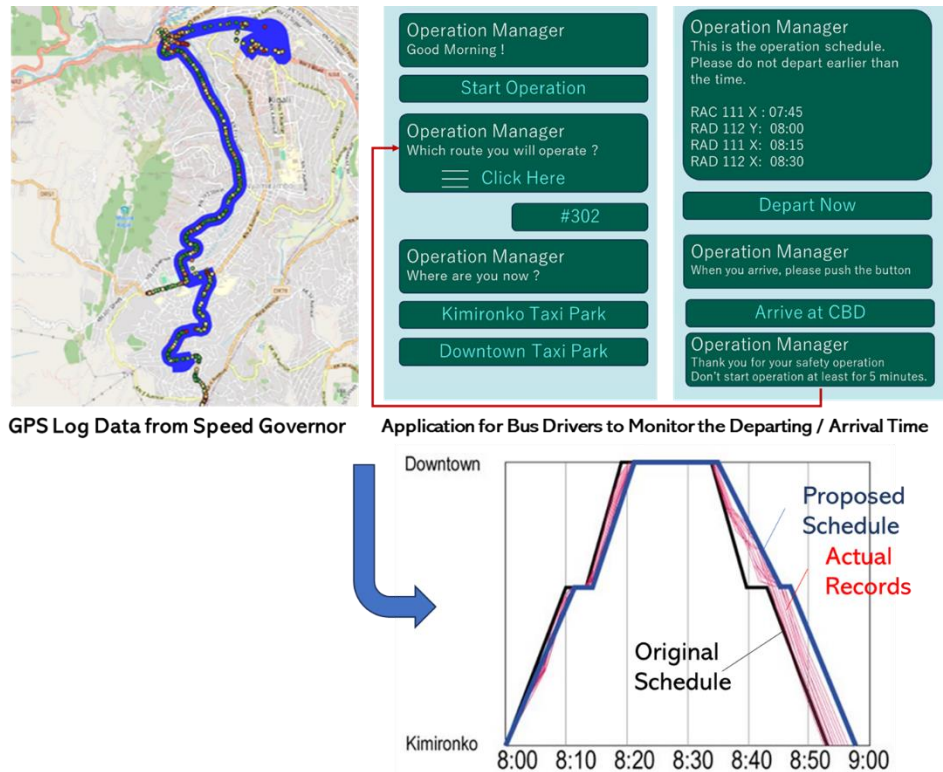 Kigali
Operation Manager
Good Morning !
Start Operation
Operation Manager
Which route you will operate ?
Click Here
#302
Operation Manager
Where are you now ?
Kimironko Taxi Park
Downtown Taxi Park
Operation Manager
This is the operation schedule.
Please do not depart earlier than
the time.
RAC 111 X : 07:45
RAD 112 Y: 08:00
RAD 111 X: 08:15
RAD 112 X: 08:30
Depart Now
Operation Manager
When you arrive, please push the button
Arrive at CBD
Operation Manager
Thank you for your safety operation
Don't start operation at least for 5 minutes.
GPS Log Data from Speed Governor
Application for Bus Drivers to Monitor the Departing / Arrival Time
Downtown
Proposed
Schedule
Actual
Records
Original
Schedule
Kimironko
8:00 8:10 8:20 8:30 8:40 8:50 9:00